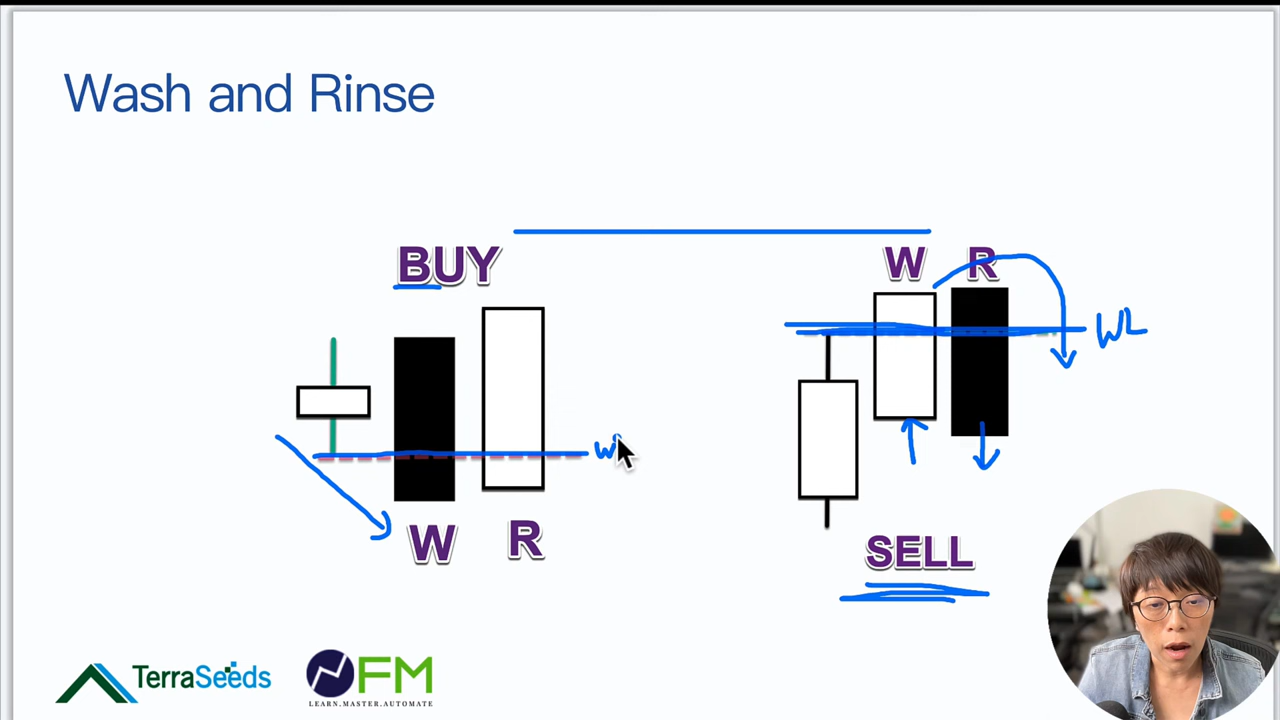 Wash and Rinse
BUY
W R
W R
SELL
WL
W
TerraSeeds
FM
LEARN.MASTER.AUTOMATE